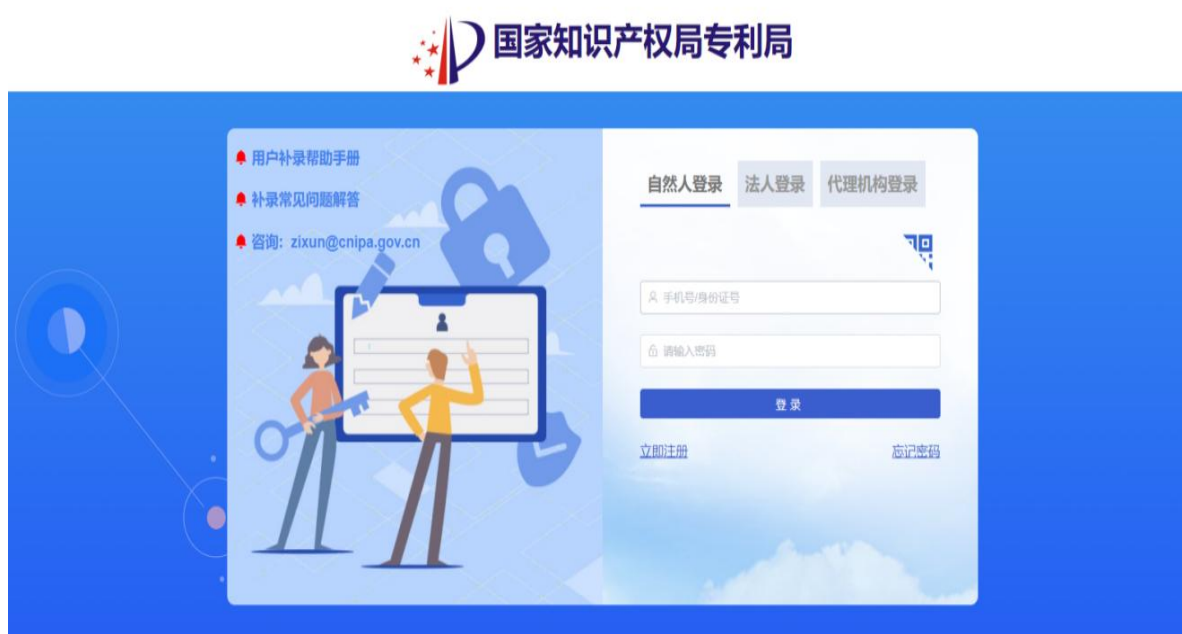 国家知识产权局专利局
用户补录帮助手册
补录常见问题解答
咨询：zixun@cnipa.gov.cn
自然人登录 法人登录 代理机构登录
手机号/身份证号
请输入密码
登 录
立即注册 忘记密码